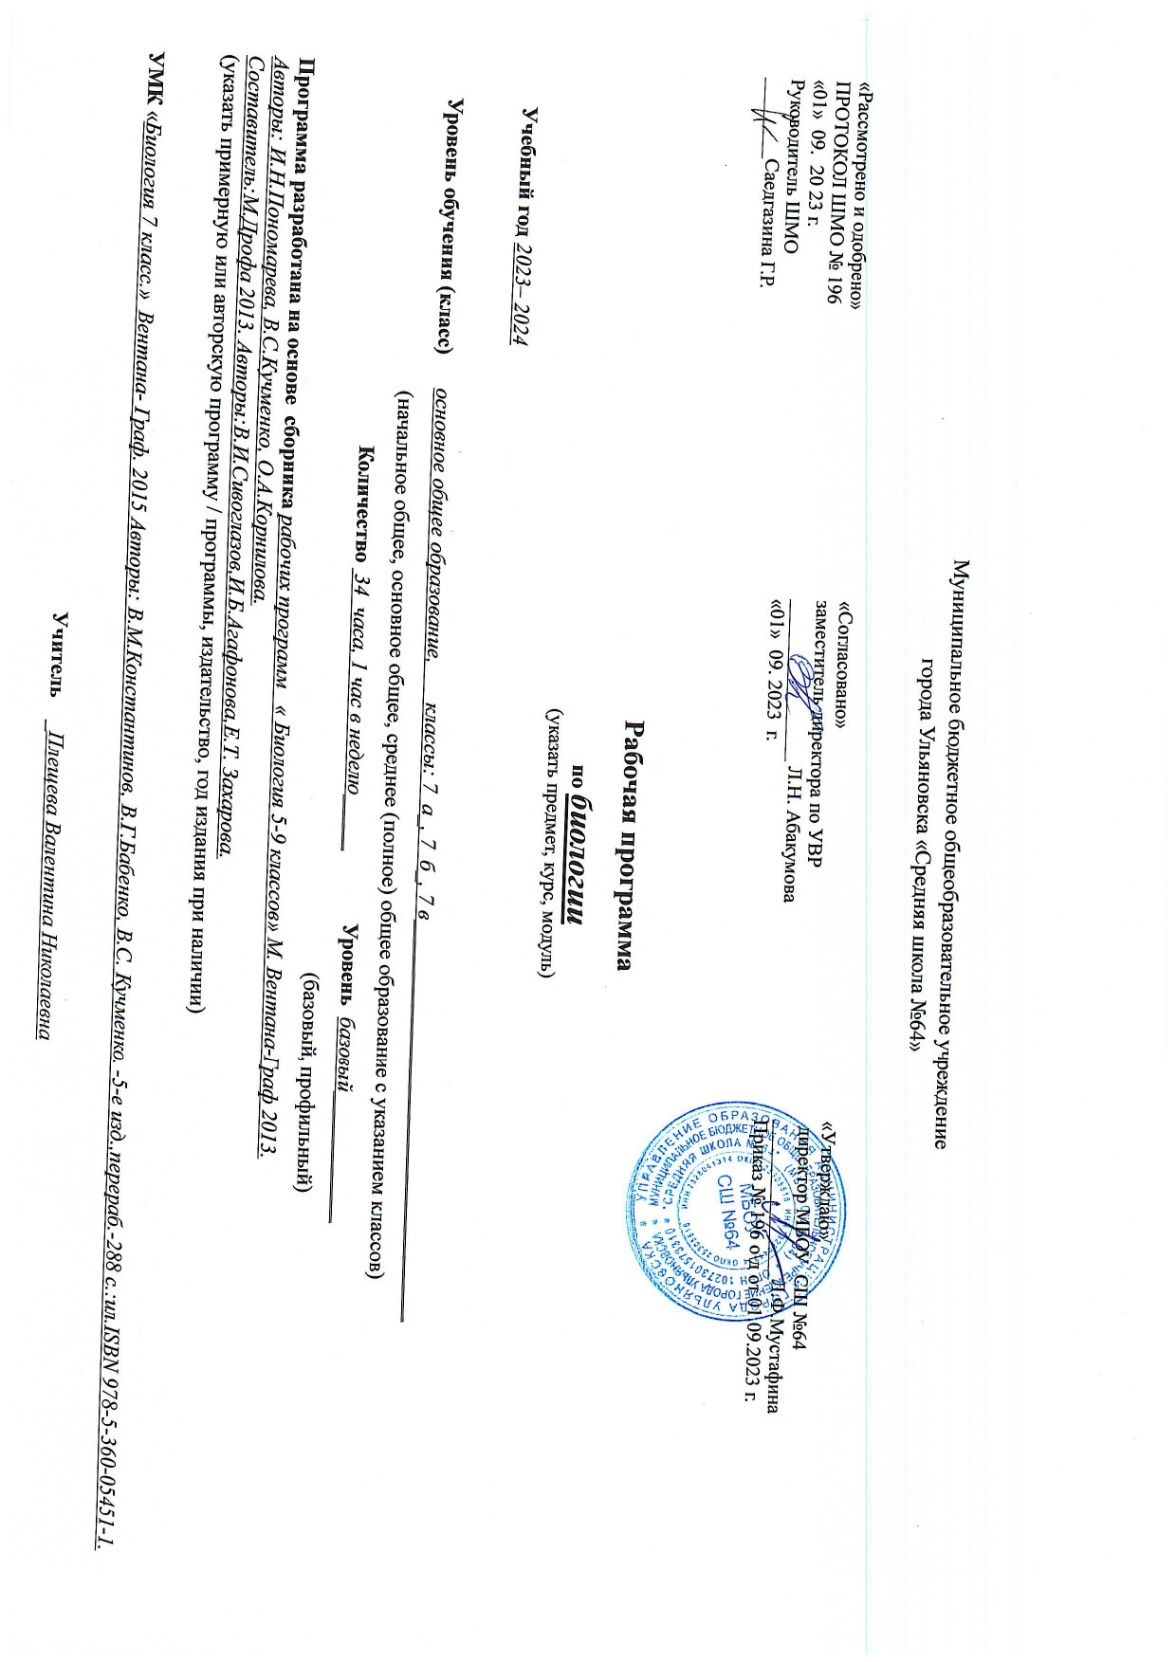 Муниципальное бюджетное общеобразовательное учреждение
города Ульяновска «Средняя школа №64»
«Рассмотрено и одобрено»
ПРОТОКОЛ ШМО № 196
«01» 09. 20 23 г.
Руководитель ШМО
Саедгазина Г.Р.
«Согласовано»
заместитель директора по УВР
Л.Н. Абакумова
«01» 09. 2023 г.
«Утверждаю»
директор МБОУ СШ №64
Л.Ф.Мустафина
Приказ № 196 о\д от 01.09.2023 г.
МБОУ
СШ №64
Рабочая программа
по биологии
(указать предмет, курс, модуль)
Учебный год 2023– 2024
Уровень обучения (класс) основное общее образование, классы: 7 а , 7 б , 7 в
(начальное общее, основное общее, среднее (полное) общее образование с указанием классов)
Количество 34 часа, 1 час в неделю Уровень базовый
(базовый, профильный)
Программа разработана на основе сборника рабочих программ « Биология 5-9 классов» М. Вентана-Граф 2013.
Авторы: И.Н.Пономарева, В.С.Кучменко, О.А.Корнилова.
Составитель:М.Дрофа 2013. Авторы:В.И.Сивоглазов,И.Б.Агафонова,Е.Т. Захарова.
(указать примерную или авторскую программу / программы, издательство, год издания при наличии)
УМК «Биология 7 класс.» Вентана- Граф. 2015 Авторы: В.М.Константинов, В.Г.Бабенко, В.С. Кучменко. -5-е изд.,перераб.-288 с.:ил.ISBN 978-5-360-05451-1.
Учитель Плещева Валентина Николаевна